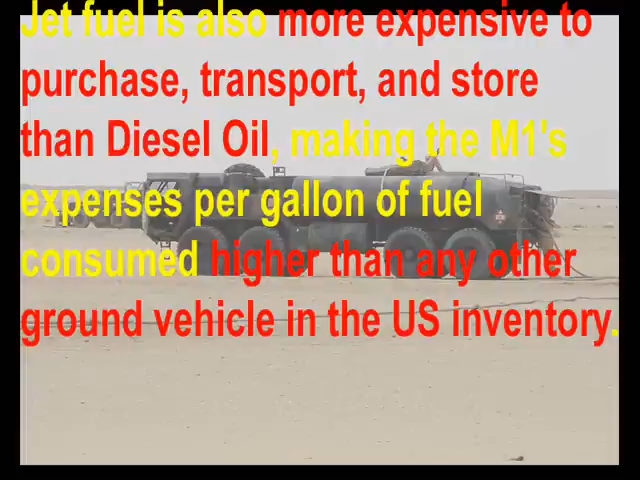 Jet fuel is also more expensive to
purchase, transport, and store
than Diesel Oil, making the M1's
expenses per gallon of fuel
consumed higher than any other
ground vehicle in the US inventory.